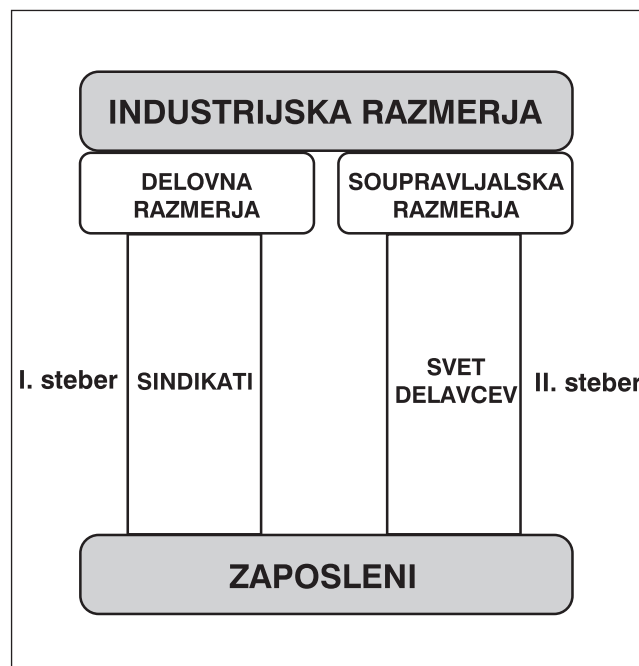 INDUSTRIJSKA RAZMERJA
DELOVNA
RAZMERJA
SOUPRAVLJALSKA
RAZMERJA
I. steber
SINDIKATI
SVET
DELAVCEV
II. steber
ZAPOSLENI